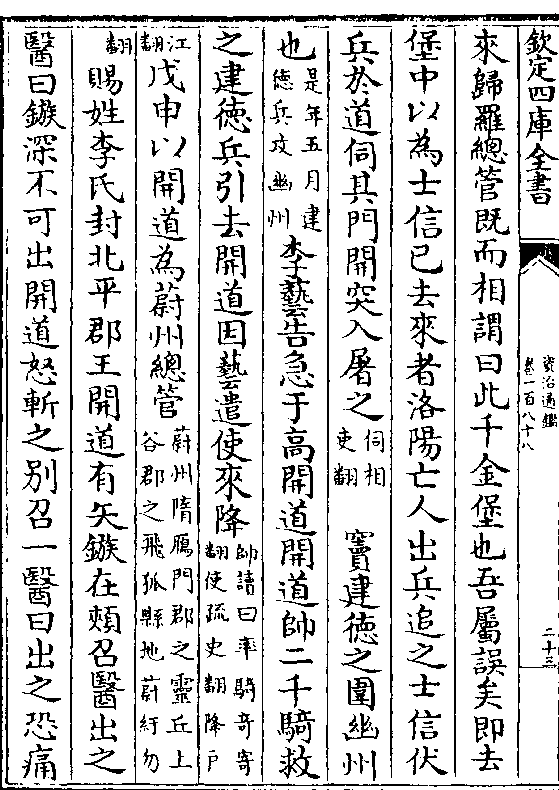 欽定四庫全書
資治通鑑
卷一百八十八
二十三
來歸羅總管既而相謂曰此千金堡也吾屬誤矣即去
堡中以為士信已去來者洛陽亡人出兵追之士信伏
兵於道伺其門開突入屠之伺相吏翻竇建德之圍幽州
也是年五月建德兵攻幽州李藝告急于高開道開道帥二千騎救
之建德兵引去開道因藝遣使來降帥讀曰率騎奇寄翻使疏吏翻降戶
江翻戊申以開道為蔚州總管蔚州隋鴈門郡之靈丘上谷郡之飛狐縣地蔚紆勿
翻賜姓李氏封北平郡王開道有矢鏃在頰召醫出之
醫曰鏃深不可出開道怒斬之别召一醫曰出之恐痛